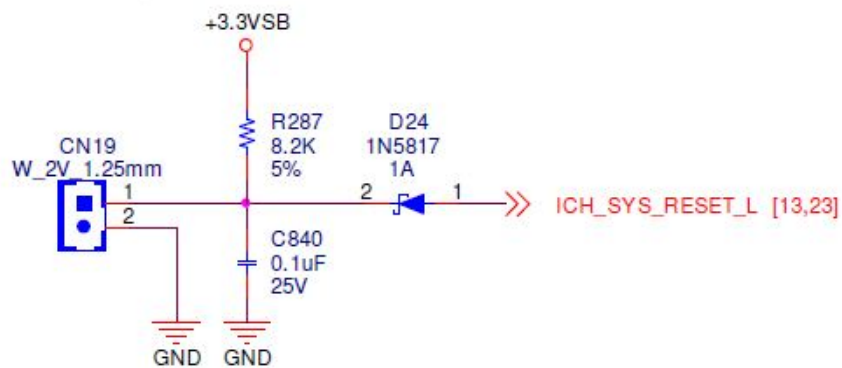 +3.3VSB
R287
8.2K
5%
D24
1N5817
1A
CN19
W_2V_1.25mm
1
2
2
1
ICH_SYS_RESET_L [13,23]
C840
0.1uF
25V
GND
GND